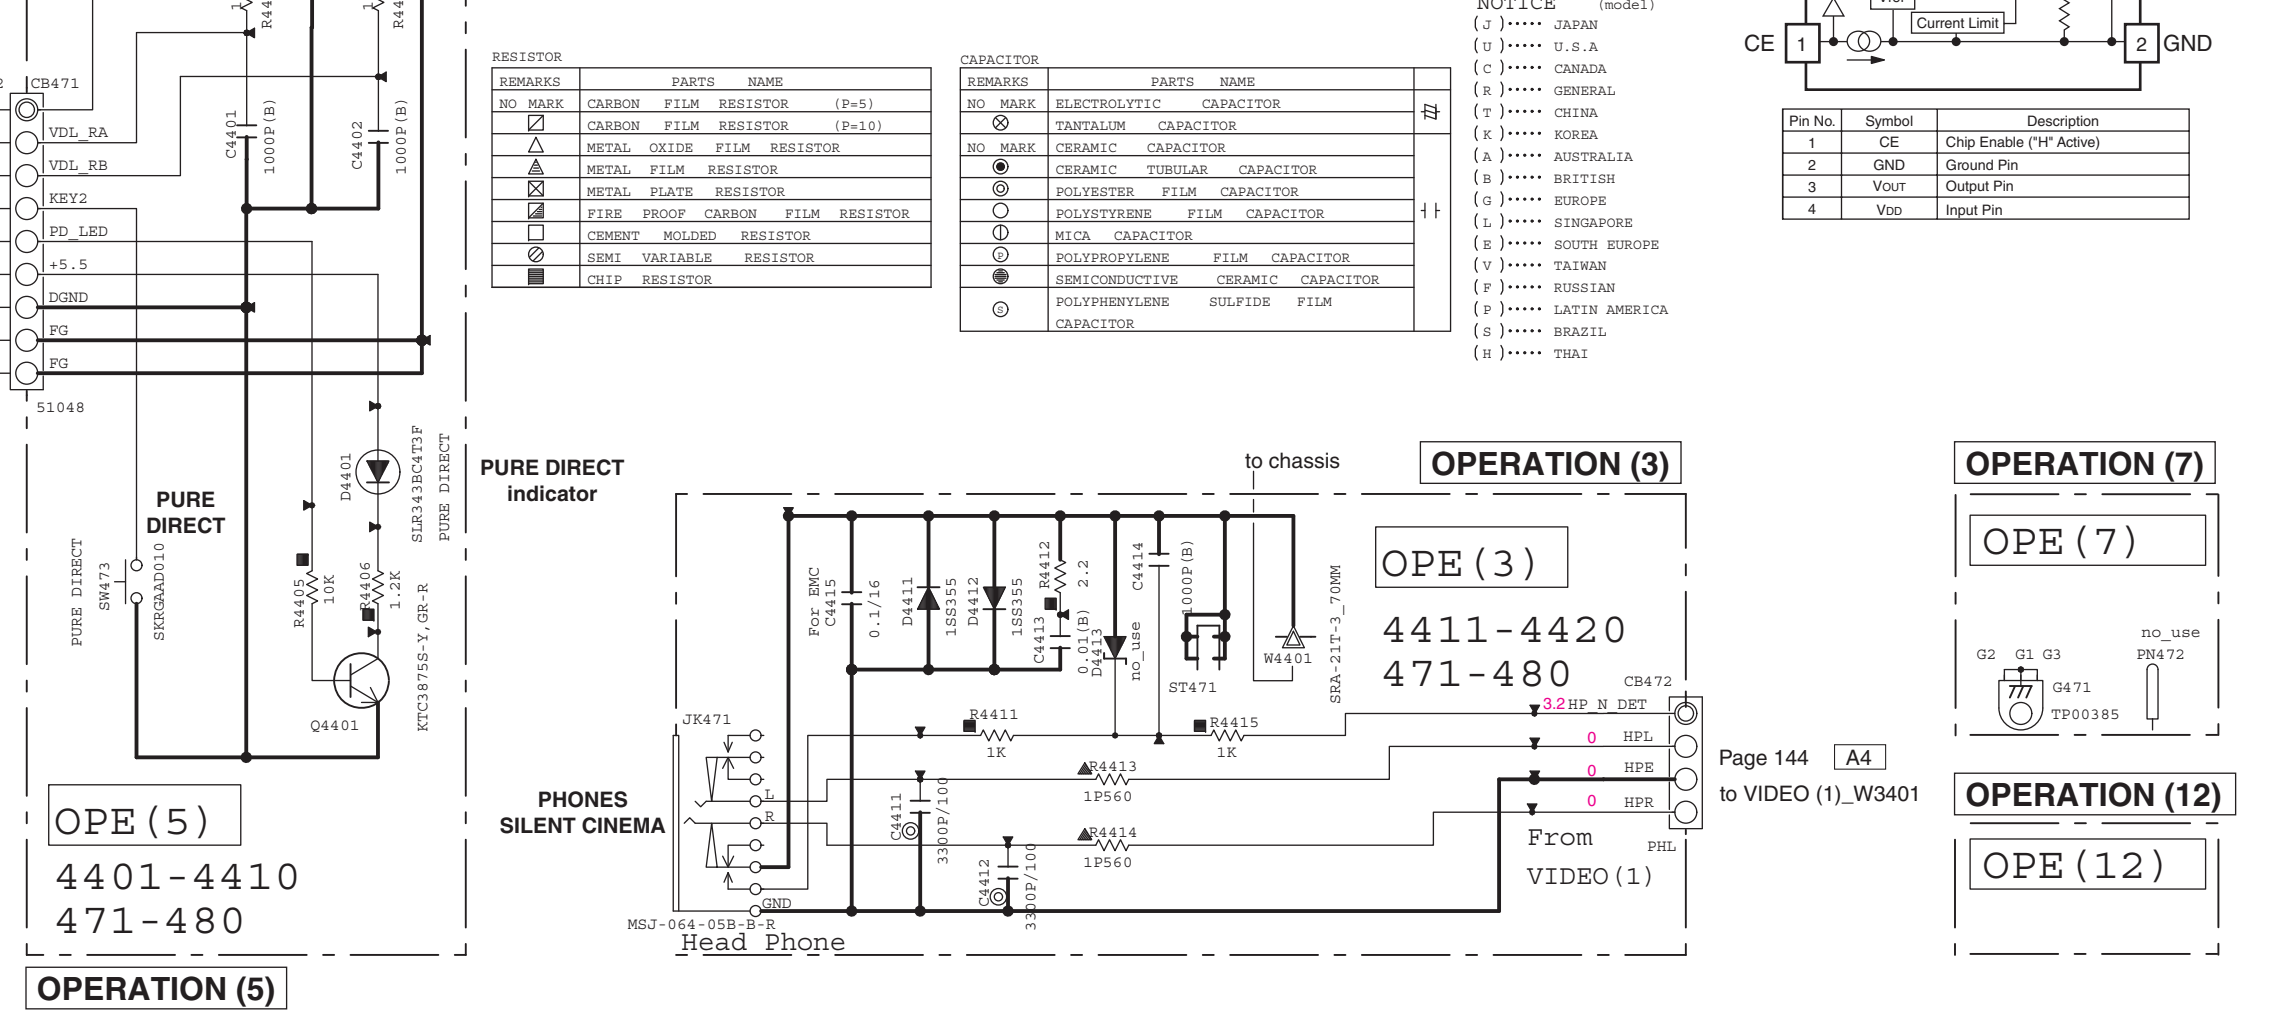 CB471
VDL_RA
VDL_RB
KEY2
PD_LED
+5.5
DGND
FG
FG
51048
C4401
1000P(B)
C4402
1000P(B)
PURE DIRECT
SW473
SKRGAAD010
PURE
DIRECT
R4405
10K
R4406
1.2K
D4401
SLR343BC4T3F
PURE DIRECT
PURE DIRECT
indicator
Q4401
KTC3875S-Y,GR-R
OPE(5)
4401-4410
471-480
OPERATION (5)
RESISTOR
REMARKS PARTS NAME
NO MARK CARBON FILM RESISTOR (P=5)
CARBON FILM RESISTOR (P=10)
METAL OXIDE FILM RESISTOR
METAL FILM RESISTOR
METAL PLATE RESISTOR
FIRE PROOF CARBON FILM RESISTOR
CEMENT MOLDED RESISTOR
SEMI VARIABLE RESISTOR
CHIP RESISTOR
CAPACITOR
REMARKS PARTS NAME
NO MARK ELECTROLYTIC CAPACITOR
TANTALUM CAPACITOR
NO MARK CERAMIC CAPACITOR
CERAMIC TUBULAR CAPACITOR
POLYESTER FILM CAPACITOR
POLYSTYRENE FILM CAPACITOR
MICA CAPACITOR
P POLYPROPYLENE FILM CAPACITOR
SEMICONDUCTIVE CERAMIC CAPACITOR
S POLYPHENYLENE SULFIDE FILM
CAPACITOR
NOTICE (model)
(J)..... JAPAN
(U)..... U.S.A
(C)..... CANADA
(R)..... GENERAL
(T)..... CHINA
(K)..... KOREA
(A)..... AUSTRALIA
(B)..... BRITISH
(G)..... EUROPE
(L)..... SINGAPORE
(E)..... SOUTH EUROPE
(V)..... TAIWAN
(F)..... RUSSIAN
(P)..... LATIN AMERICA
(S)..... BRAZIL
(H)..... THAI
Current Limit
CE 1
2 GND
Pin No. Symbol Description
1 CE Chip Enable ("H" Active)
2 GND Ground Pin
3 VOUT Output Pin
4 VDD Input Pin
to chassis
OPERATION (3)
OPE(3)
4411-4420
471-480
For EMC
C4415
0.1/16
D4411
1SS355
D4412
1SS355
R4412
2.2
C4413
0.01(B)
D4413
no_use
C4414
1000P(B)
ST471
W4401
SRA-21T-3_70MM
CB472
3.2 HP_N_DET
0 HPL
0 HPE
0 HPR
PHL
From
VIDEO(1)
Page 144 A4
to VIDEO (1)_W3401
JK471
R4411
1K
R4415
1K
R4413
1P560
R4414
1P560
C4411
3300P/100
C4412
3300P/100
L
R
GND
PHONES
SILENT CINEMA
MSJ-064-05B-B-R
Head Phone
OPERATION (7)
OPE(7)
no_use
G2 G1 G3 PN472
G471
TP00385
OPERATION (12)
OPE(12)